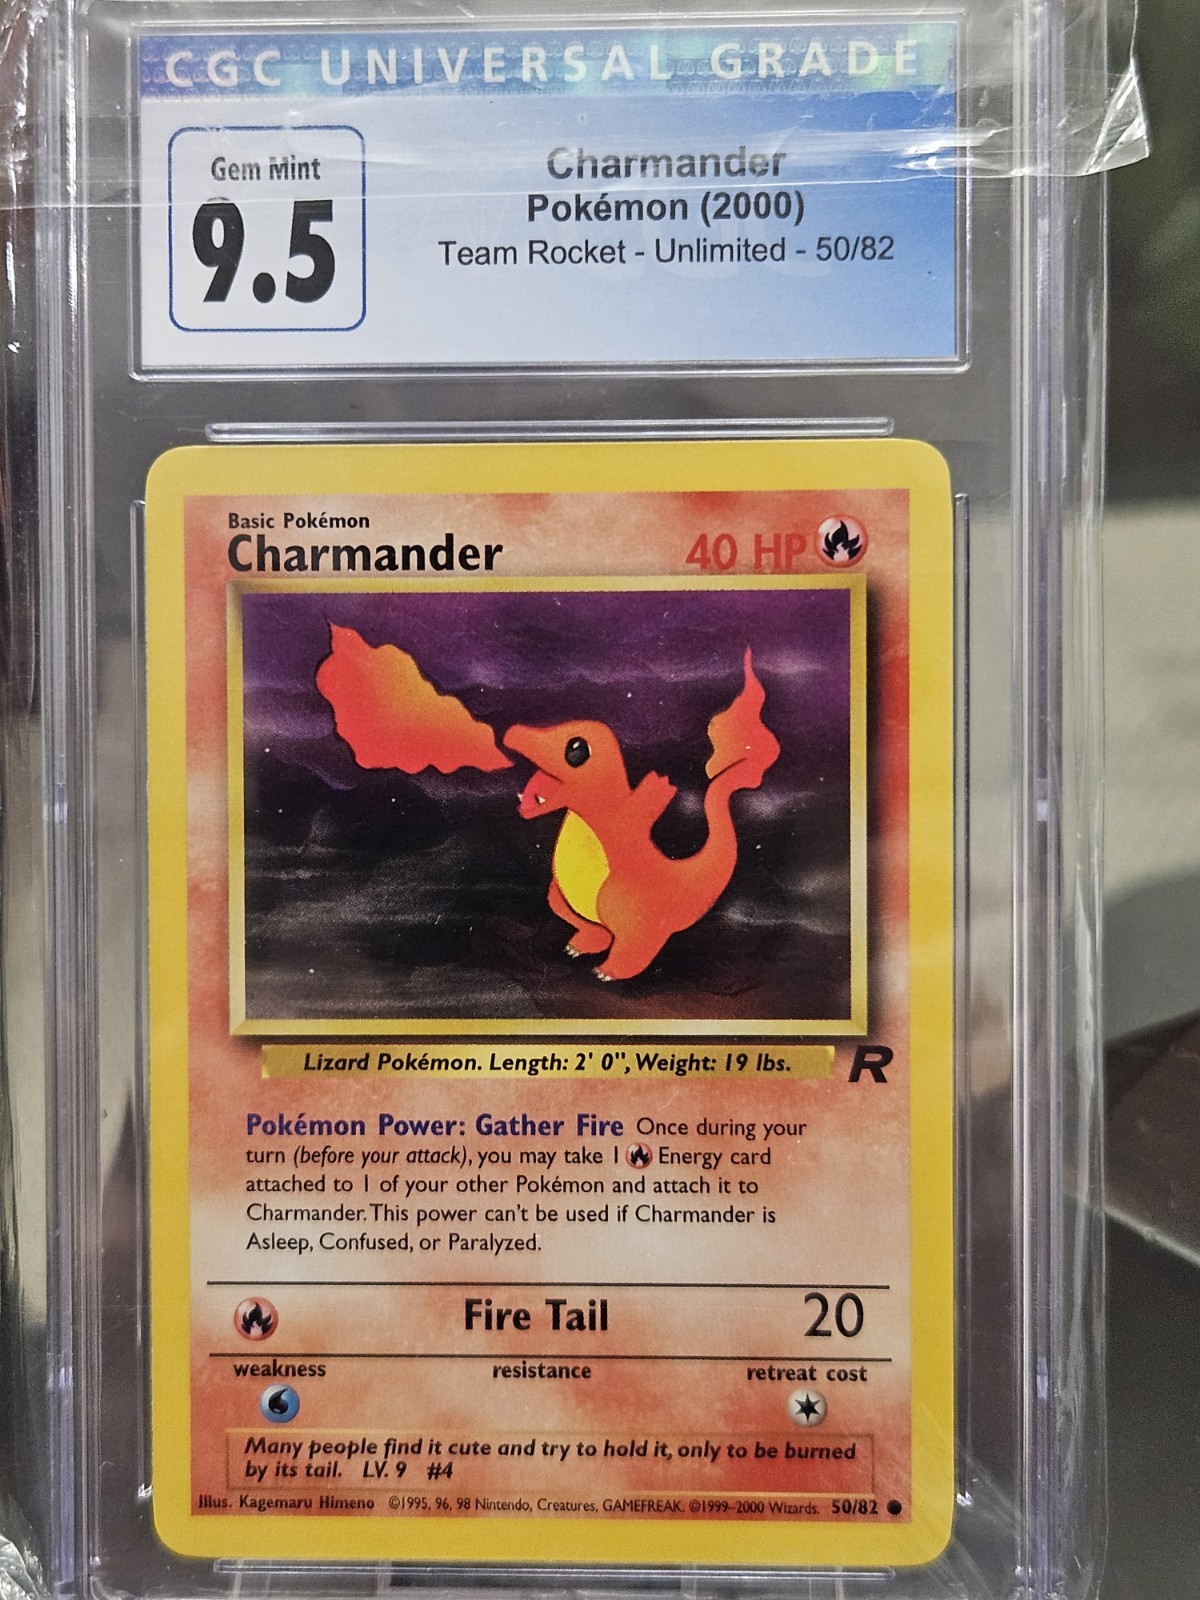 CGC UNIVERSAL GRADE
Gem Mint
9.5
Charmander
Pokémon (2000)
Team Rocket - Unlimited - 50/82
Basic Pokémon
Charmander
40 HP
Lizard Pokémon. Length: 2' 0", Weight: 19 lbs.
R
Pokémon Power: Gather Fire Once during your
turn (before your attack), you may take 1 Energy card
attached to 1 of your other Pokémon and attach it to
Charmander. This power can't be used if Charmander is
Asleep, Confused, or Paralyzed.
Fire Tail 20
weakness resistance retreat cost
Many people find it cute and try to hold it, only to be burned
by its tail. LV. 9 #4
Illus. Kagemaru Himeno ©1995, 96, 98 Nintendo, Creatures, GAMEFREAK. ©1999–2000 Wizards. 50/82